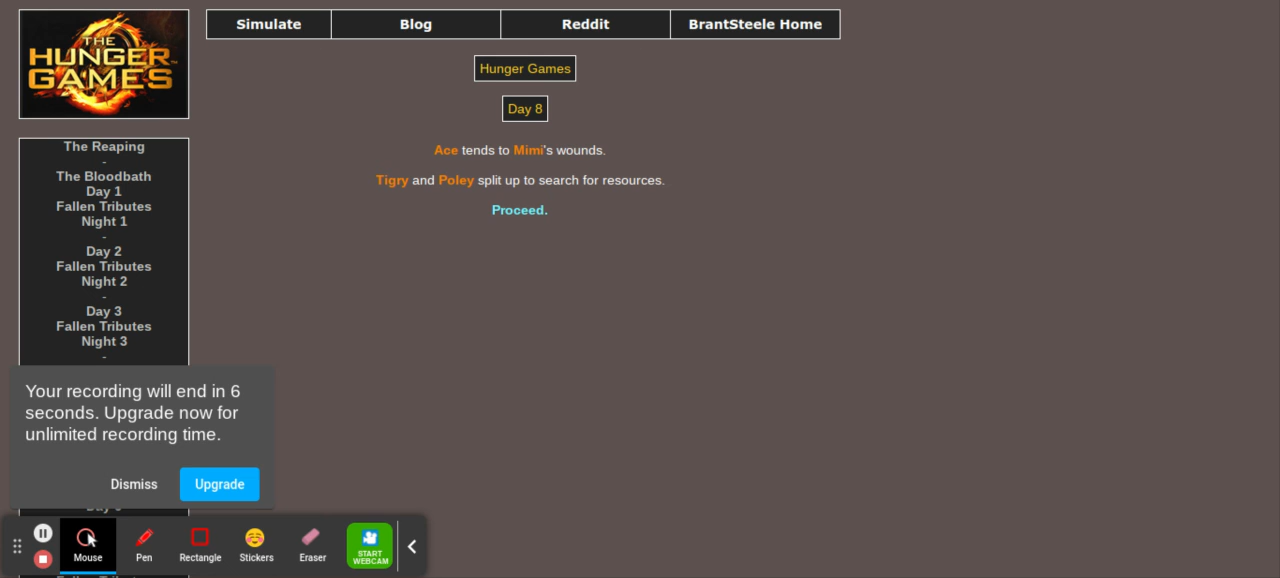 THE
HUNGER
GAMES
Simulate
Blog
Reddit
BrantSteele Home
Hunger Games
Day 8
Ace tends to Mimi's wounds.
Tigry and Poley split up to search for resources.
Proceed.
The Reaping
-
The Bloodbath
Day 1
Fallen Tributes
Night 1
-
Day 2
Fallen Tributes
Night 2
-
Day 3
Fallen Tributes
Night 3
-
Your recording will end in 6
seconds. Upgrade now for
unlimited recording time.
Dismiss
Upgrade
Mouse
Pen
Rectangle
Stickers
Eraser
START
WEBCAM